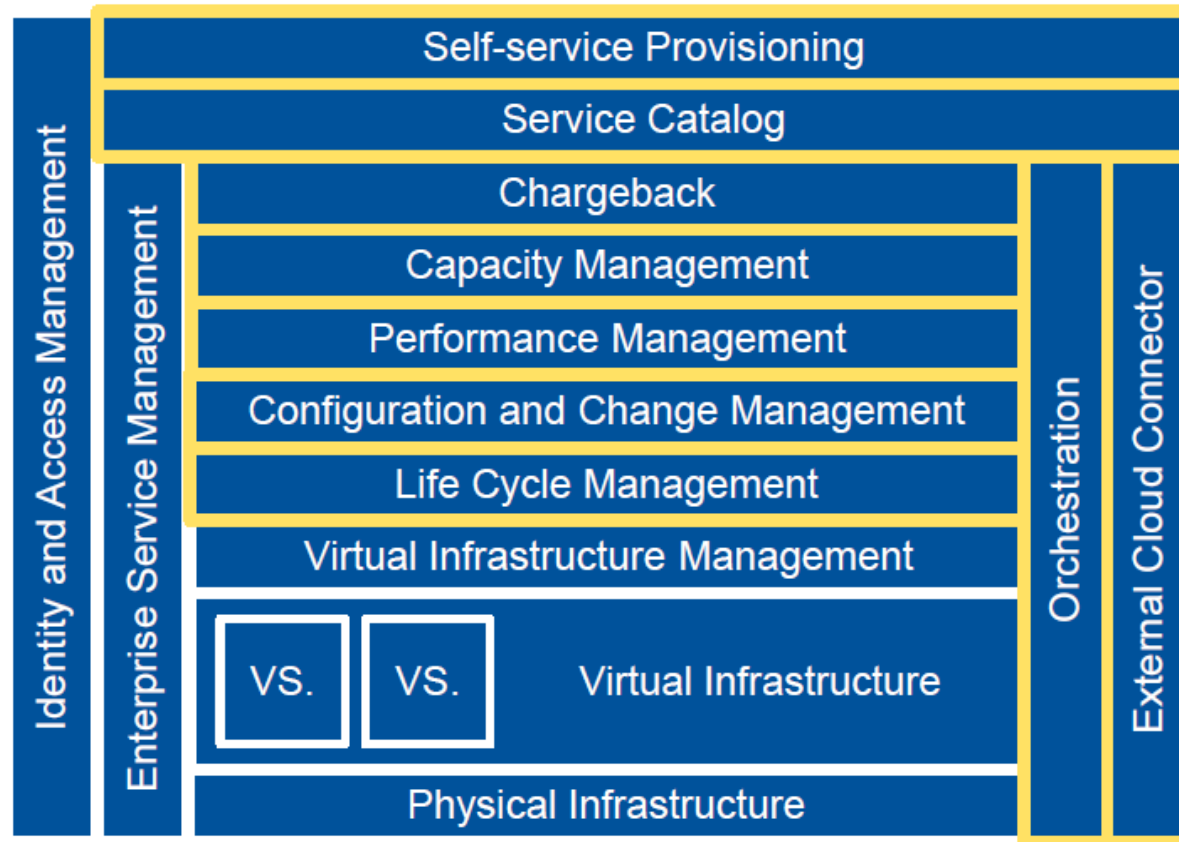 Identity and Access Management
Self-service Provisioning
Service Catalog
Enterprise Service Management
Chargeback
Capacity Management
Performance Management
Configuration and Change Management
Life Cycle Management
Virtual Infrastructure Management
VS.
VS.
Virtual Infrastructure
Physical Infrastructure
Orchestration
External Cloud Connector